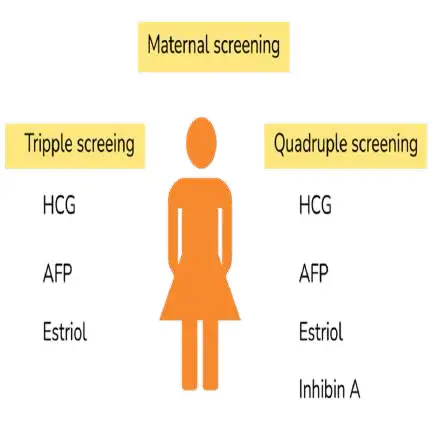 Maternal screening
Tripple screeing
HCG
AFP
Estriol
Quadruple screening
HCG
AFP
Estriol
Inhibin A